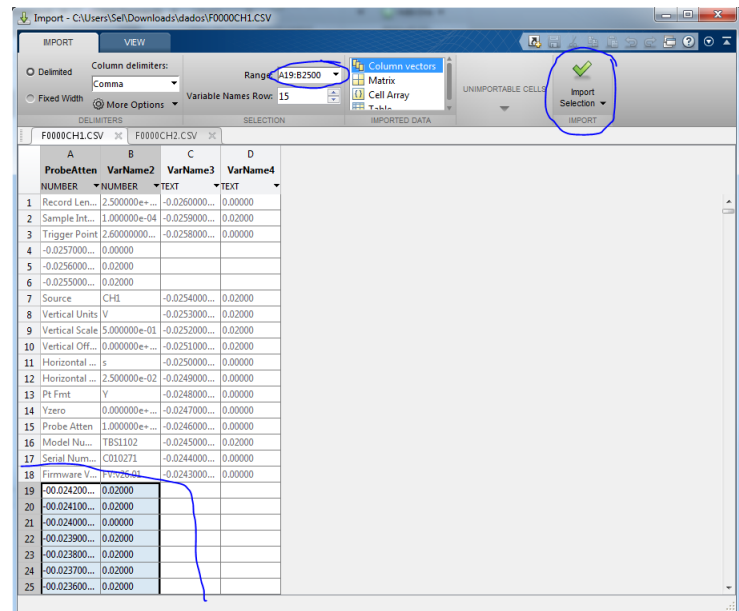 Import - C:\Users\Sel\Downloads\dados\F0000CH1.CSV
IMPORT VIEW
Delimited Column delimiters: Range: A19:B2500 Column vectors
Comma Matrix UNIMPORTABLE CELLS Import
Fixed Width More Options Variable Names Row: 15 Cell Array Selection
Table
DELIMITERS SELECTION IMPORTED DATA IMPORT
F0000CH1.CSV F0000CH2.CSV
A B C D
ProbeAtten VarName2 VarName3 VarName4
NUMBER NUMBER TEXT TEXT
1 Record Len... 2.500000e+... -0.0260000... 0.00000
2 Sample Int... 1.000000e-04 -0.0259000... 0.02000
3 Trigger Point 2.60000000... -0.0258000... 0.00000
4 -0.0257000... 0.00000
5 -0.0256000... 0.02000
6 -0.0255000... 0.02000
7 Source CH1 -0.0254000... 0.02000
8 Vertical Units V -0.0253000... 0.02000
9 Vertical Scale 5.000000e-01 -0.0252000... 0.02000
10 Vertical Off... 0.000000e+... -0.0251000... 0.02000
11 Horizontal ... s -0.0250000... 0.00000
12 Horizontal ... 2.500000e-02 -0.0249000... 0.00000
13 Pt Fmt Y -0.0248000... 0.00000
14 Yzero 0.000000e+... -0.0247000... 0.00000
15 Probe Atten 1.000000e+... -0.0246000... 0.00000
16 Model Nu... TBS1102 -0.0245000... 0.02000
17 Serial Num... C010271 -0.0244000... 0.00000
18 Firmware V... FV:v26.01 -0.0243000... 0.00000
19 -00.024200... 0.02000
20 -00.024100... 0.02000
21 -00.024000... 0.00000
22 -00.023900... 0.02000
23 -00.023800... 0.02000
24 -00.023700... 0.02000
25 -00.023600... 0.02000